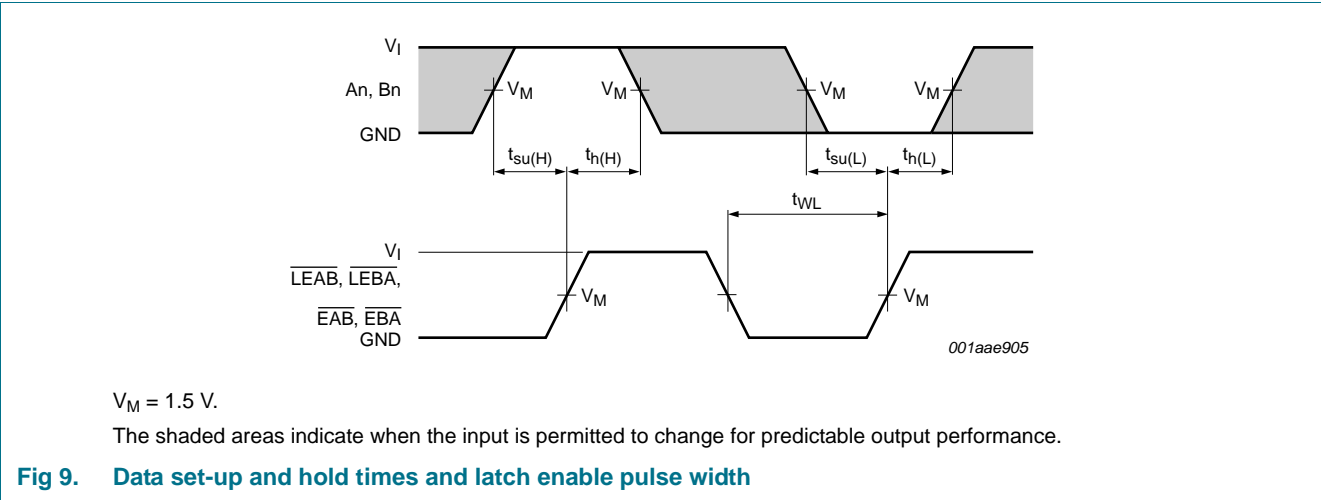 VI
An, Bn
VM VM VM VM
GND
tsu(H) th(H) tsu(L) th(L)
tWL
VI
LEAB, LEBA,
VM VM
EAB, EBA
GND
001aae905
VM = 1.5 V.
The shaded areas indicate when the input is permitted to change for predictable output performance.
Fig 9. Data set-up and hold times and latch enable pulse width